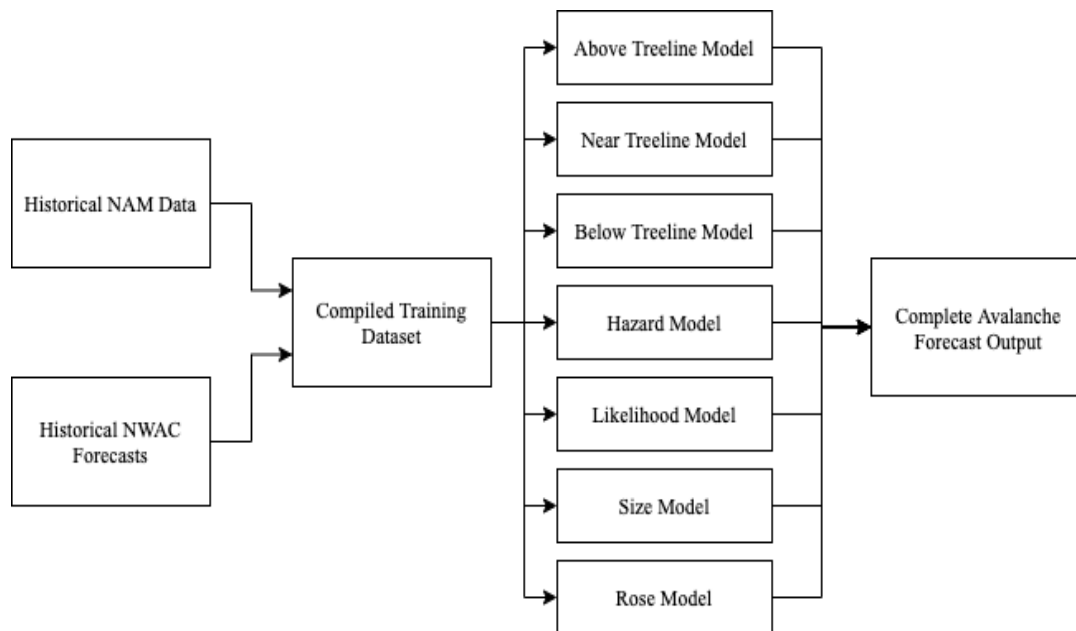 Historical NAM Data
Historical NWAC
Forecasts
Compiled Training
Dataset
Above Treeline Model
Near Treeline Model
Below Treeline Model
Hazard Model
Likelihood Model
Size Model
Rose Model
Complete Avalanche
Forecast Output